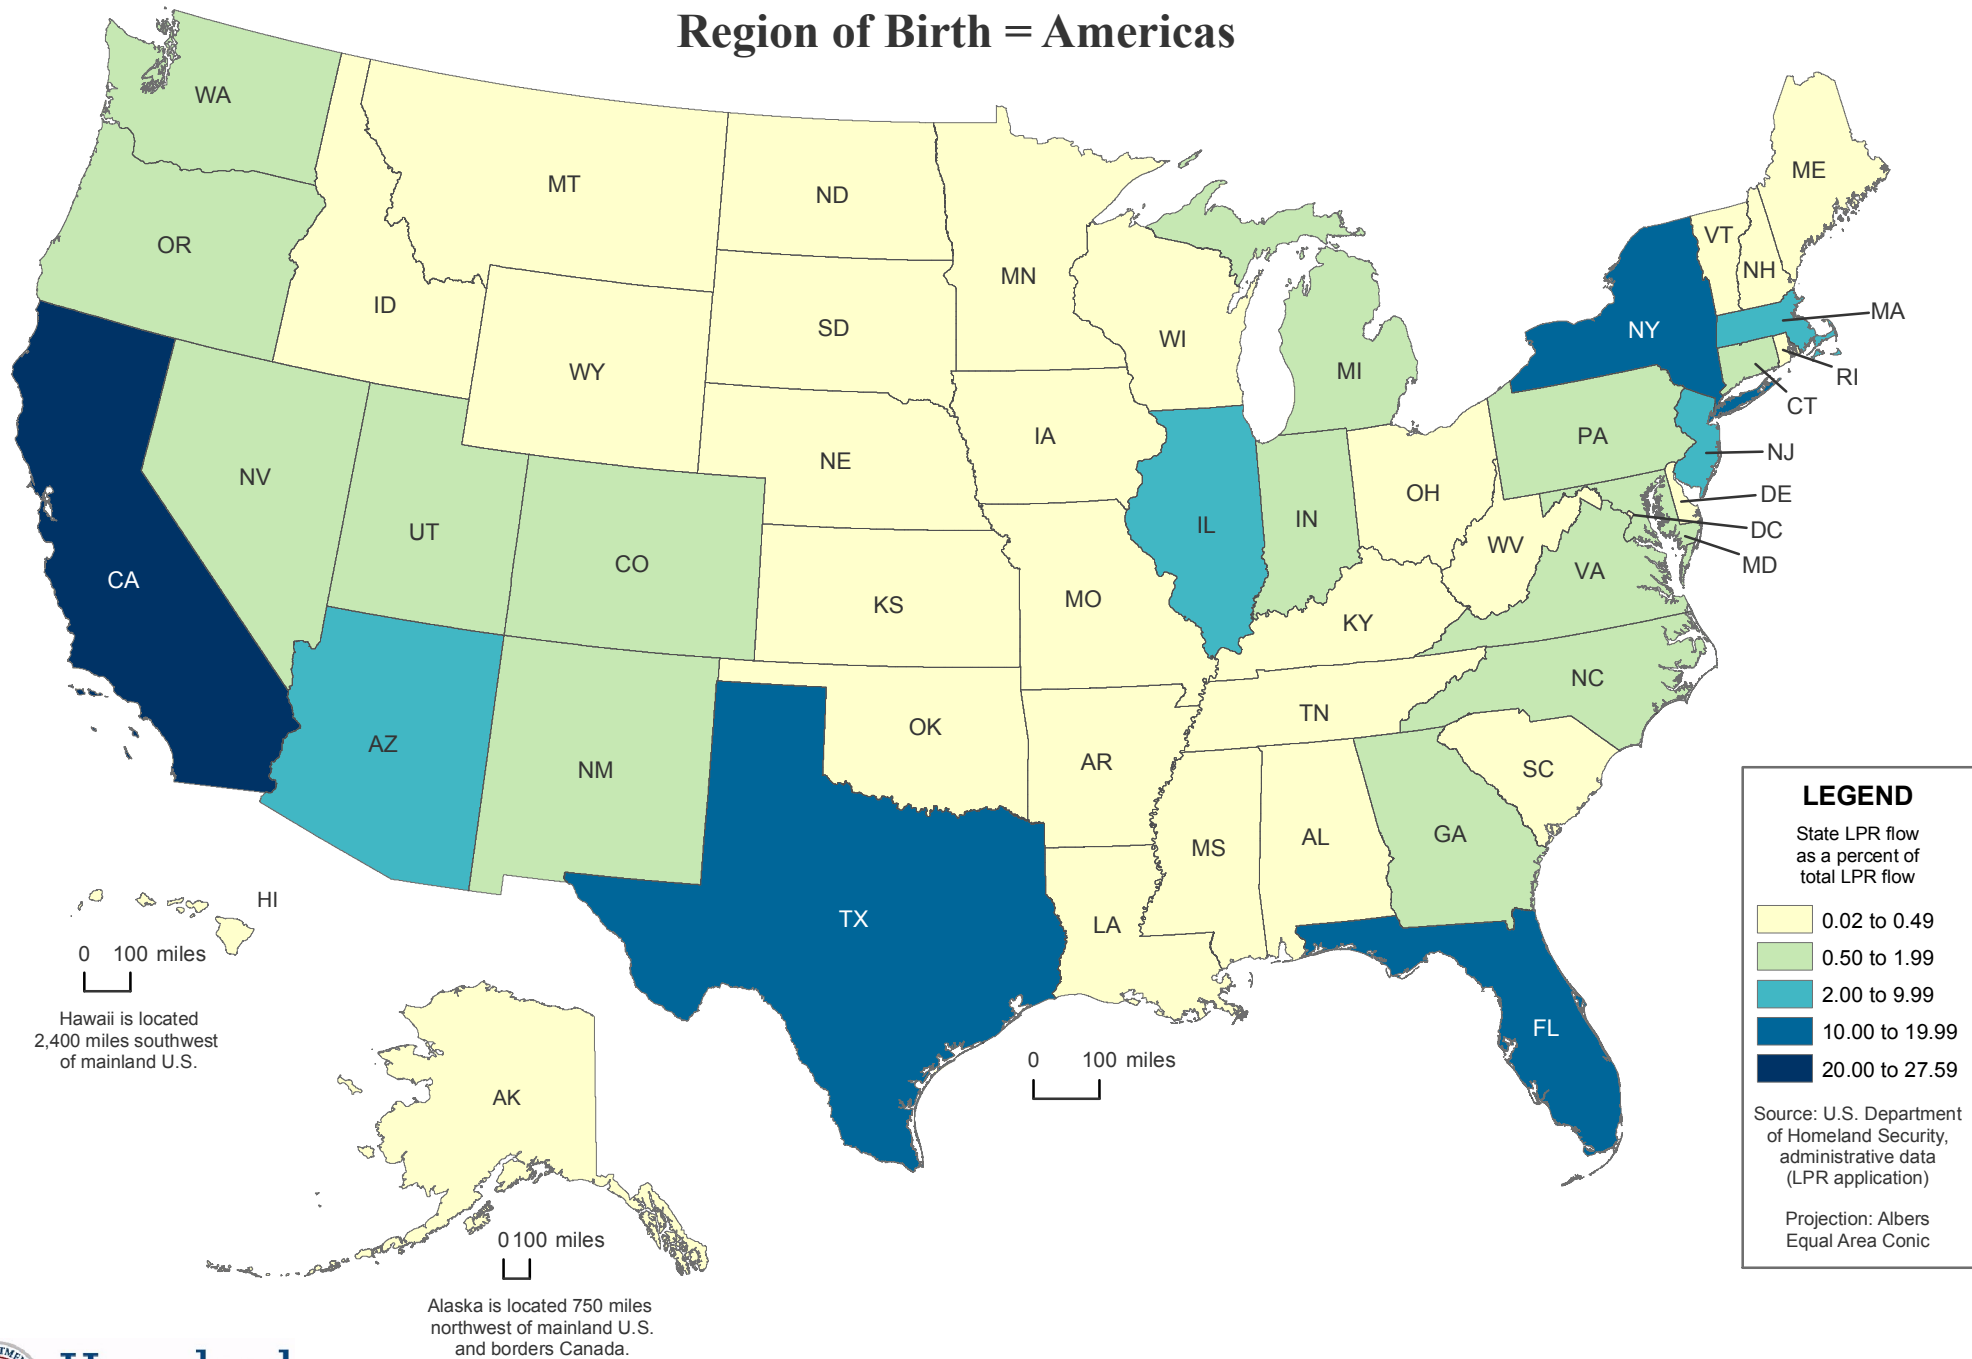 Region of Birth = Americas
WA
MT
ND
MN
ME
OR
ID
SD
WI
VT
NH
NY
MA
WY
MI
RI
CT
IA
NE
PA
NJ
NV
UT
CO
IL
IN
OH
DE
DC
MD
WV
VA
CA
KS
MO
KY
NC
AZ
NM
OK
AR
TN
SC
TX
LA
MS
AL
GA
FL
HI
0 100 miles
Hawaii is located
2,400 miles southwest
of mainland U.S.
AK
0 100 miles
Alaska is located 750 miles
northwest of mainland U.S.
and borders Canada.
0 100 miles
LEGEND
State LPR flow
as a percent of
total LPR flow
0.02 to 0.49
0.50 to 1.99
2.00 to 9.99
10.00 to 19.99
20.00 to 27.59
Source: U.S. Department
of Homeland Security,
administrative data
(LPR application)
Projection: Albers
Equal Area Conic